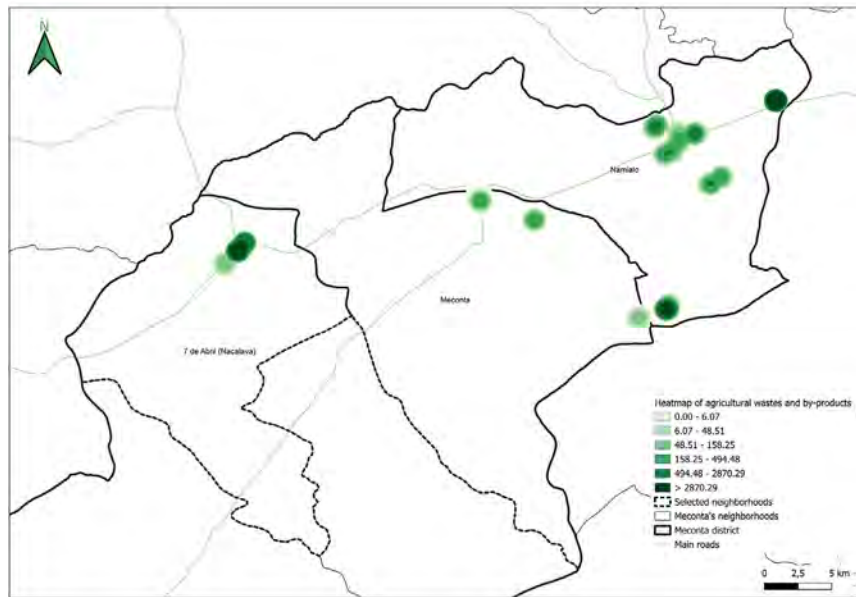 N
Namialo
Meconta
7 de Abril (Nacalava)
Heatmap of agricultural wastes and by-products
0.00 - 6.07
6.07 - 48.51
48.51 - 158.25
158.25 - 494.48
494.48 - 2870.29
> 2870.29
Selected neighborhoods
Meconta's neighborhoods
Meconta district
Main roads
0 2,5 5 km